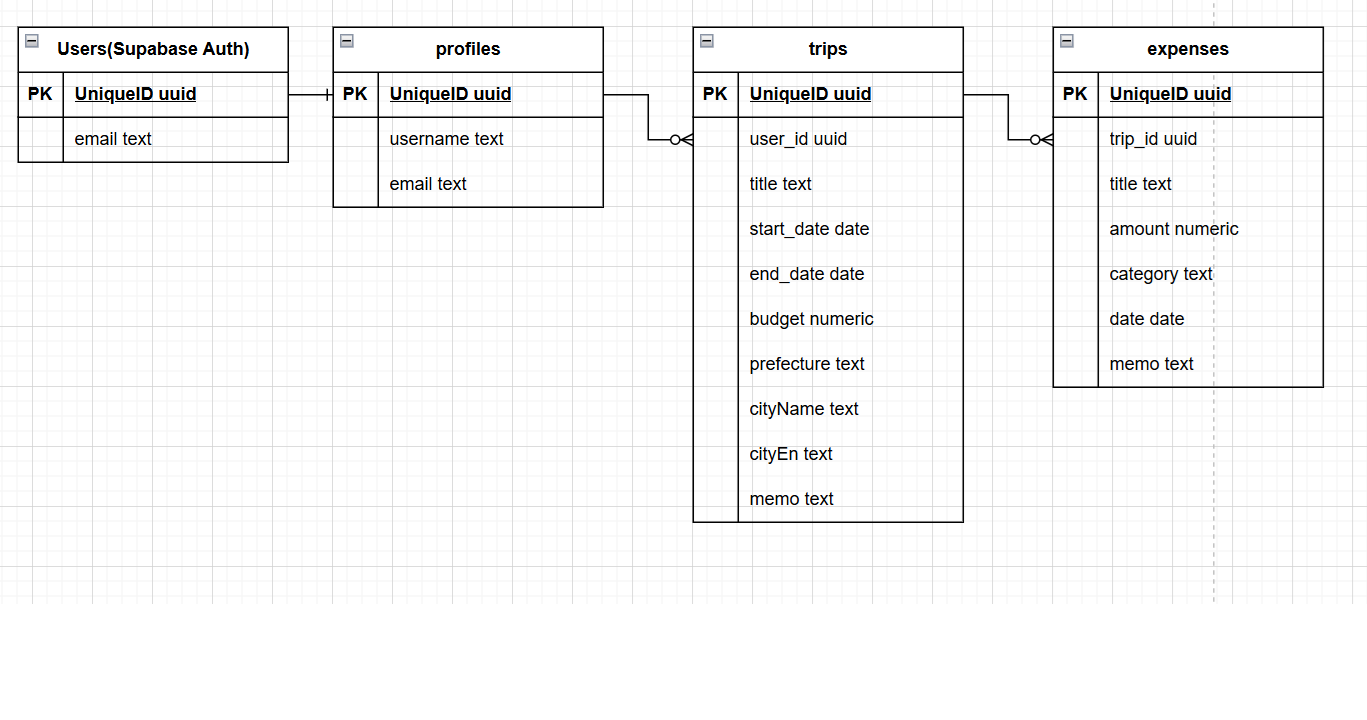 Users(Supabase Auth)
PK UniqueID uuid
email text
profiles
PK UniqueID uuid
username text
email text
trips
PK UniqueID uuid
user_id uuid
title text
start_date date
end_date date
budget numeric
prefecture text
cityName text
cityEn text
memo text
expenses
PK UniqueID uuid
trip_id uuid
title text
amount numeric
category text
date date
memo text